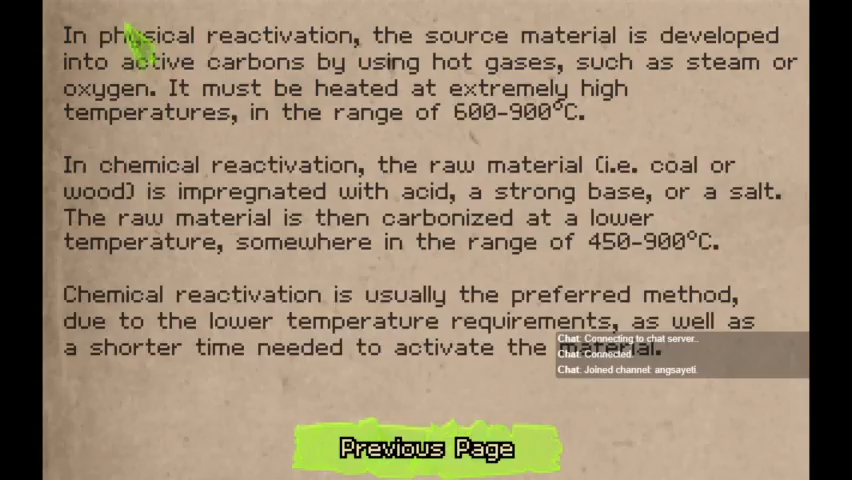 In physical reactivation, the source material is developed
into active carbons by using hot gases, such as steam or
oxygen. It must be heated at extremely high
temperatures, in the range of 600-900°C.
In chemical reactivation, the raw material (i.e. coal or
wood) is impregnated with acid, a strong base, or a salt.
The raw material is then carbonized at a lower
temperature, somewhere in the range of 450-900°C.
Chemical reactivation is usually the preferred method,
due to the lower temperature requirements, as well as
a shorter time needed to activate the material.
Chat: Connecting to chat server..
Chat: Connected.
Chat: Joined channel: angsayeti.
Previous Page